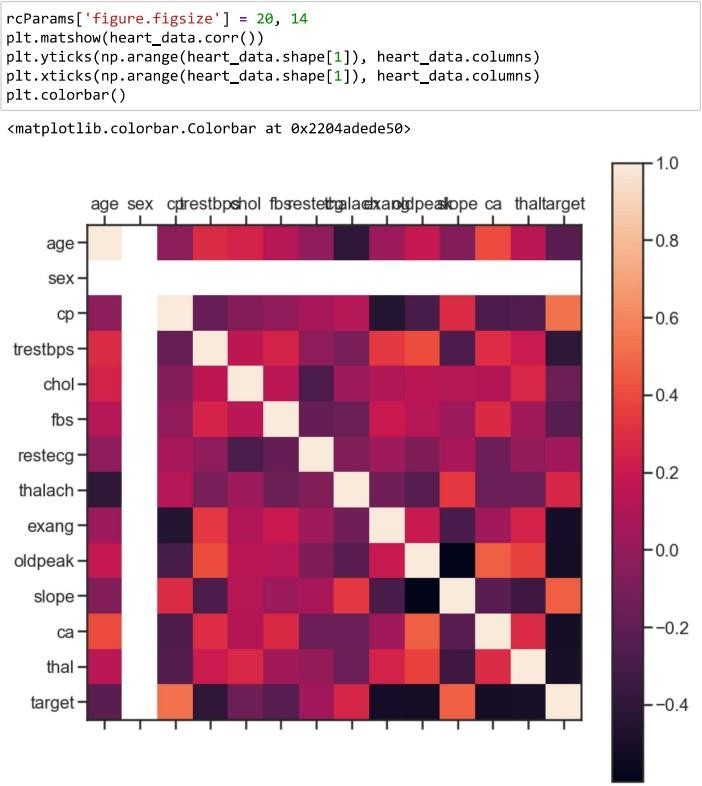 rcParams['figure.figsize'] = 20, 14
plt.matshow(heart_data.corr())
plt.yticks(np.arange(heart_data.shape[1]), heart_data.columns)
plt.xticks(np.arange(heart_data.shape[1]), heart_data.columns)
plt.colorbar()
<matplotlib.colorbar.Colorbar at 0x2204adede50>
age sex cp trestbps chol fbs restecg thalach exang oldpeak slope ca thal target
age
sex
cp
trestbps
chol
fbs
restecg
thalach
exang
oldpeak
slope
ca
thal
target
1.0
0.8
0.6
0.4
0.2
0.0
−0.2
−0.4